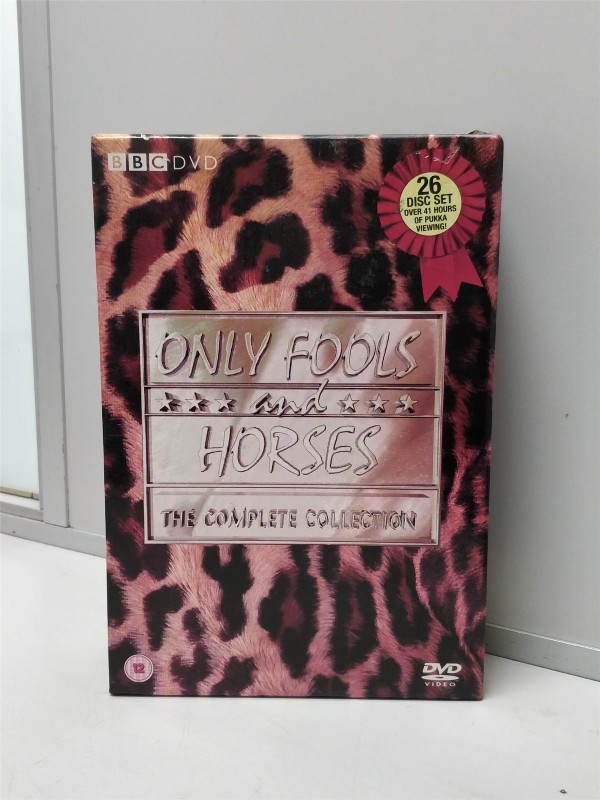 BBC DVD
26
DISC SET
OVER 41 HOURS
OF PUKKA
VIEWING!
ONLY FOOLS
and
HORSES
THE COMPLETE COLLECTION
12
DVD
VIDEO